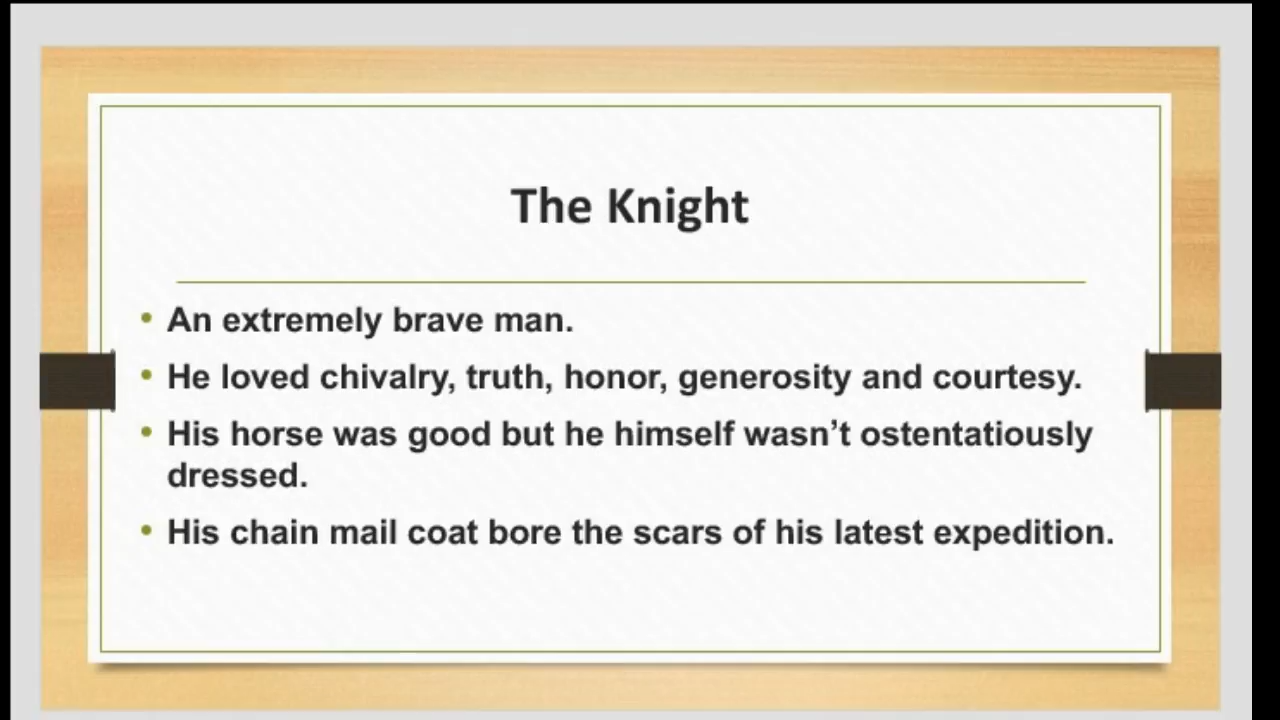 The Knight
• An extremely brave man.
• He loved chivalry, truth, honor, generosity and courtesy.
• His horse was good but he himself wasn’t ostentatiously
dressed.
• His chain mail coat bore the scars of his latest expedition.